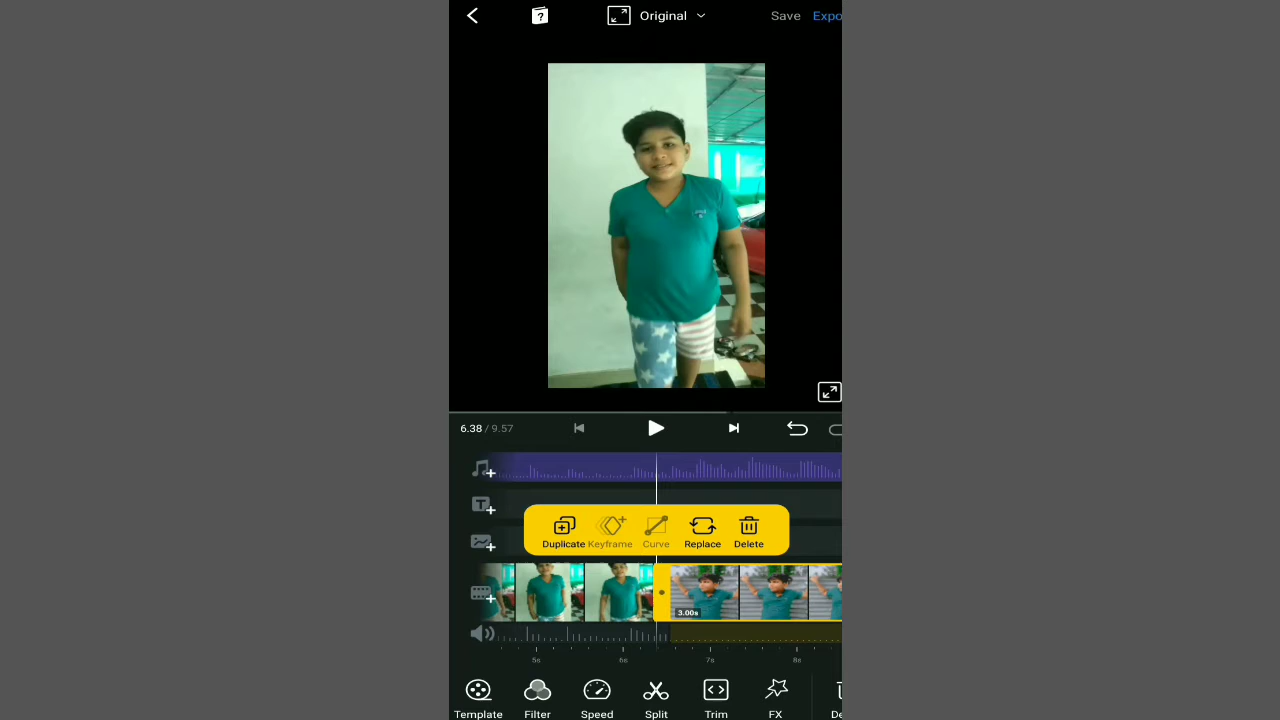 ?
Original
Save
Expo
6.38 / 9.57
T
Duplicate
Keyframe
Curve
Replace
Delete
3.00s
5s
6s
7s
8s
Template
Filter
Speed
Split
Trim
FX
De